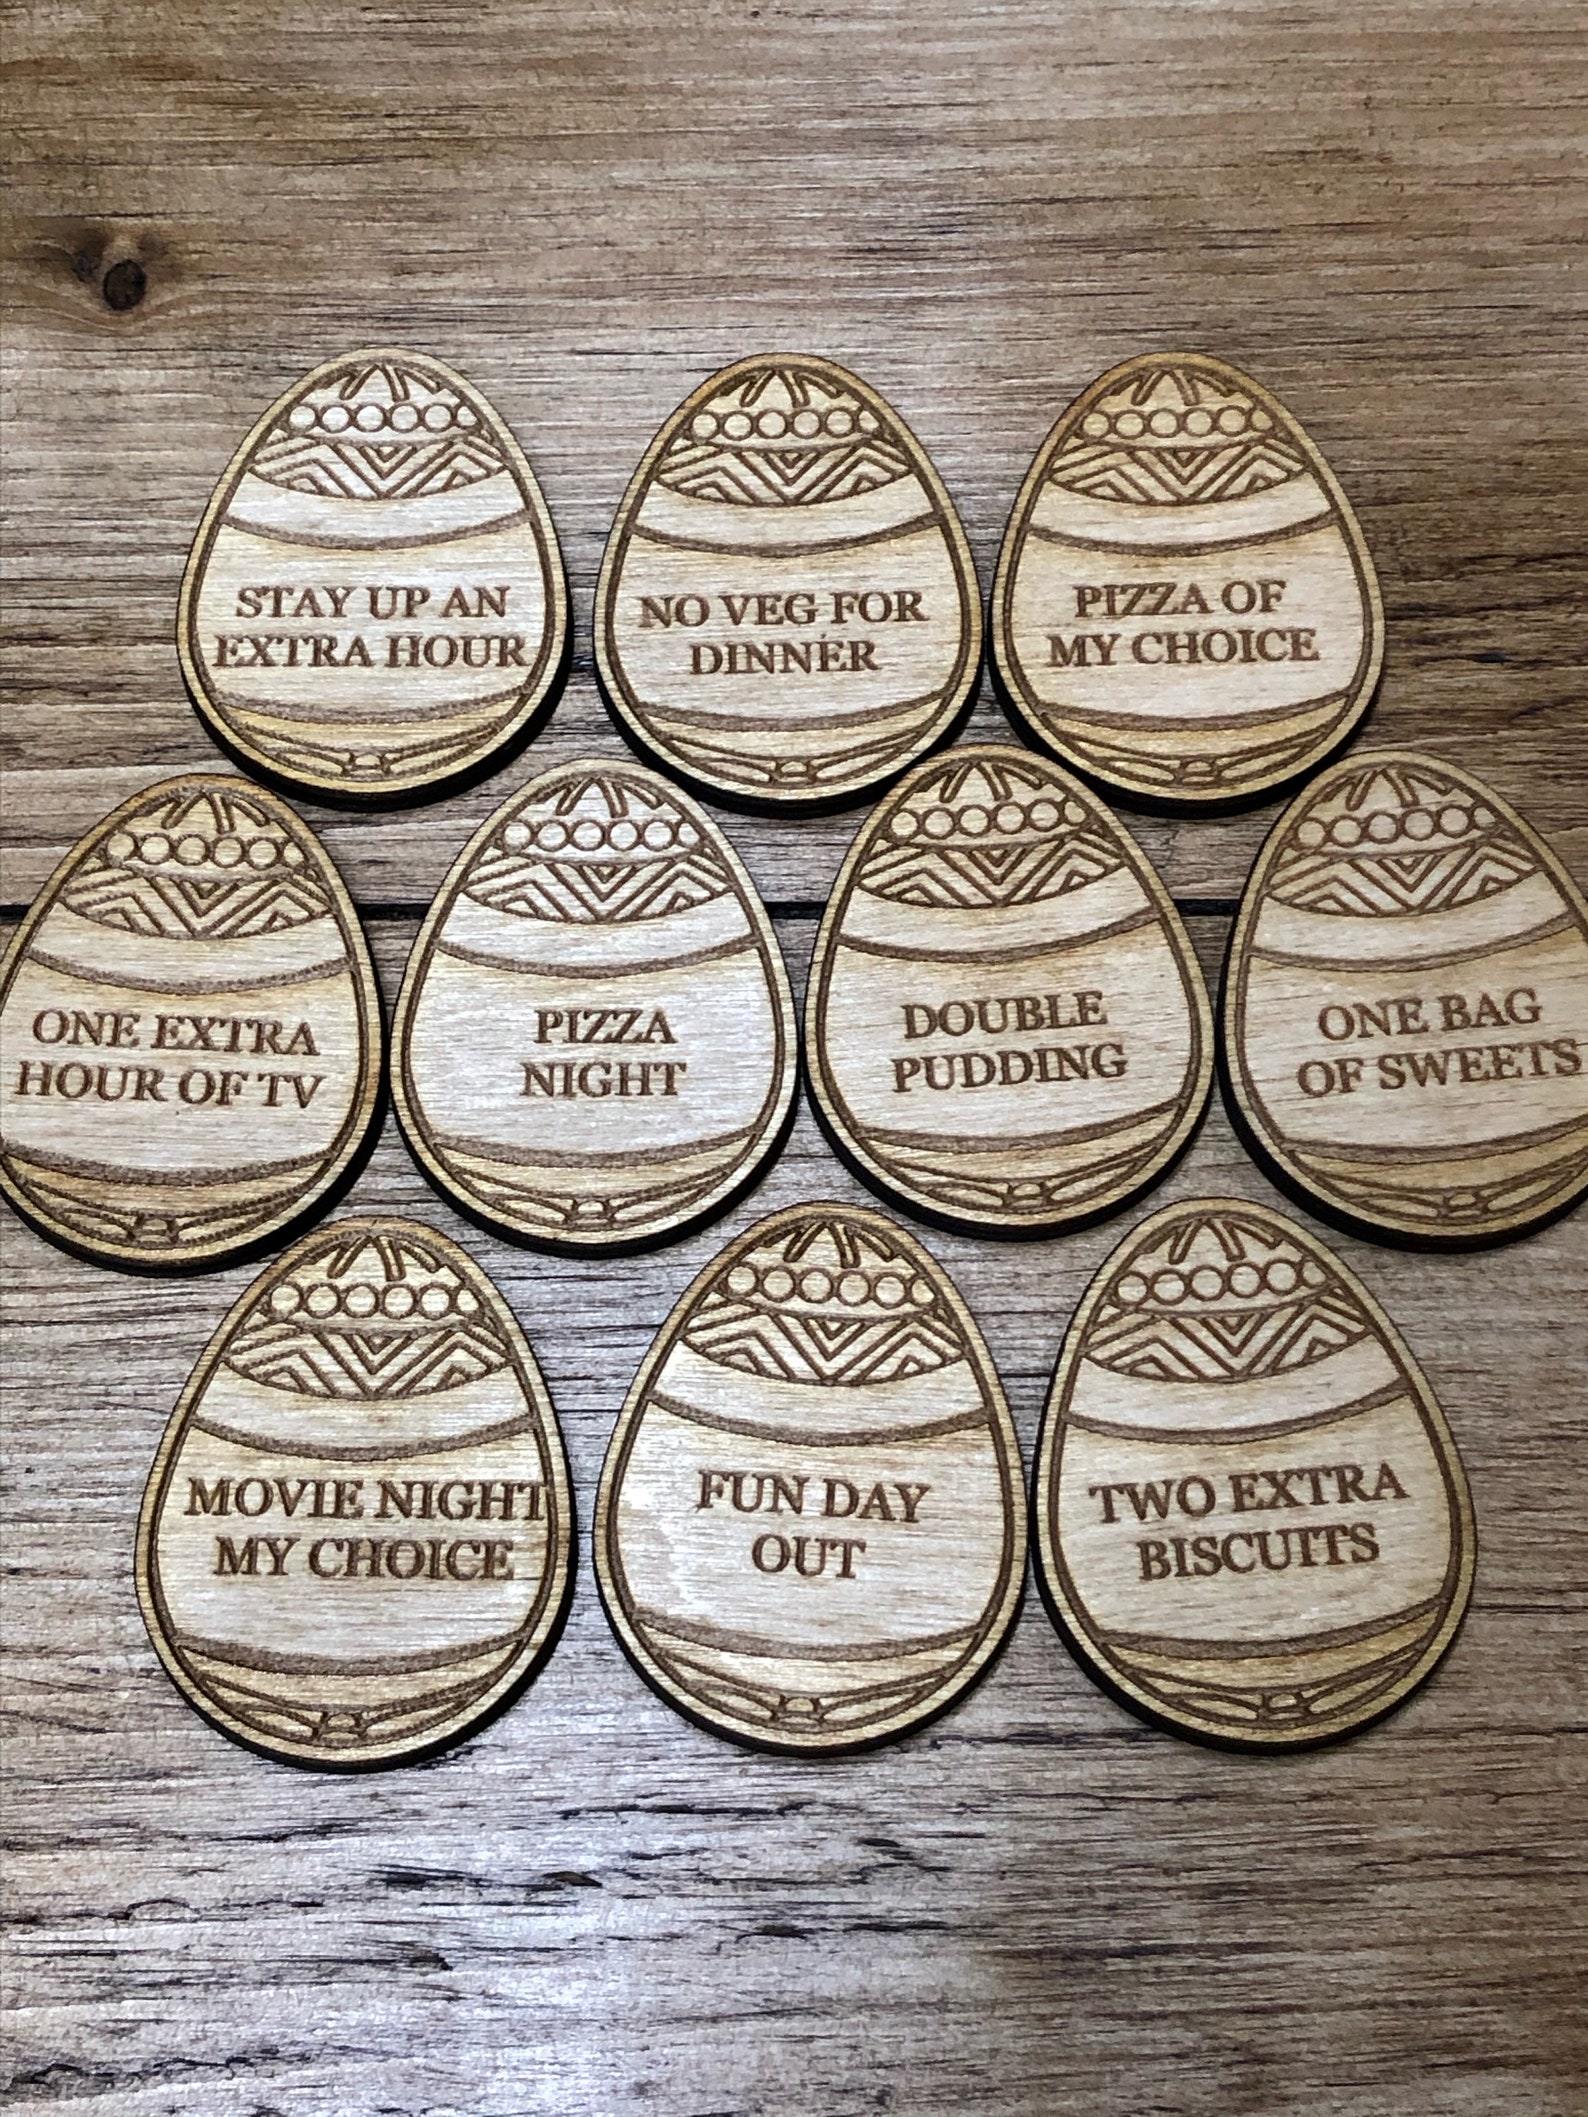 STAY UP AN
EXTRA HOUR
NO VEG FOR
DINNER
PIZZA OF
MY CHOICE
ONE EXTRA
HOUR OF TV
PIZZA
NIGHT
DOUBLE
PUDDING
ONE BAG
OF SWEETS
MOVIE NIGHT
MY CHOICE
FUN DAY
OUT
TWO EXTRA
BISCUITS